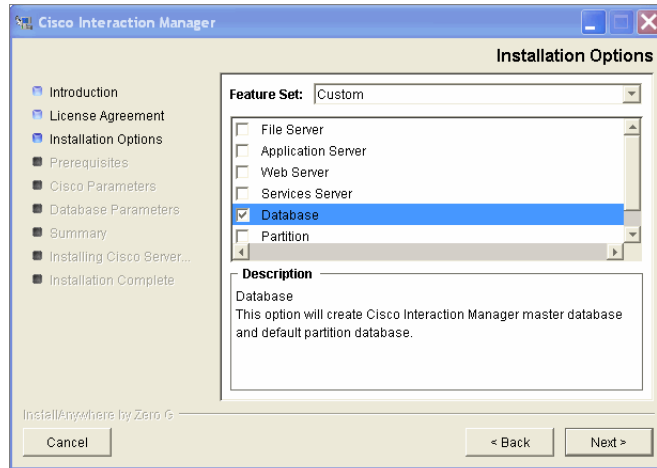 Cisco Interaction Manager
Installation Options
Introduction
License Agreement
Installation Options
Prerequisites
Cisco Parameters
Database Parameters
Summary
Installing Cisco Server...
Installation Complete
Feature Set: Custom
File Server
Application Server
Web Server
Services Server
Database
Partition
Description
Database
This option will create Cisco Interaction Manager master database
and default partition database.
InstallAnywhere by Zero G
Cancel
< Back
Next >